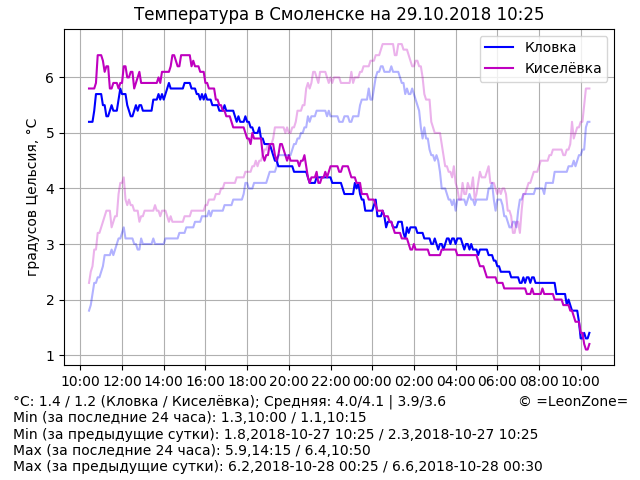 Температура в Смоленске на 29.10.2018 10:25
Кловка
Киселёвка
градусов Цельсия, °C
6
5
4
3
2
1
10:00 12:00 14:00 16:00 18:00 20:00 22:00 00:00 02:00 04:00 06:00 08:00 10:00
°C: 1.4 / 1.2 (Кловка / Киселёвка); Средняя: 4.0/4.1 | 3.9/3.6 © =LeonZone=
Min (за последние 24 часа): 1.3,10:00 / 1.1,10:15
Min (за предыдущие сутки): 1.8,2018-10-27 10:25 / 2.3,2018-10-27 10:25
Max (за последние 24 часа): 5.9,14:15 / 6.4,10:50
Max (за предыдущие сутки): 6.2,2018-10-28 00:25 / 6.6,2018-10-28 00:30